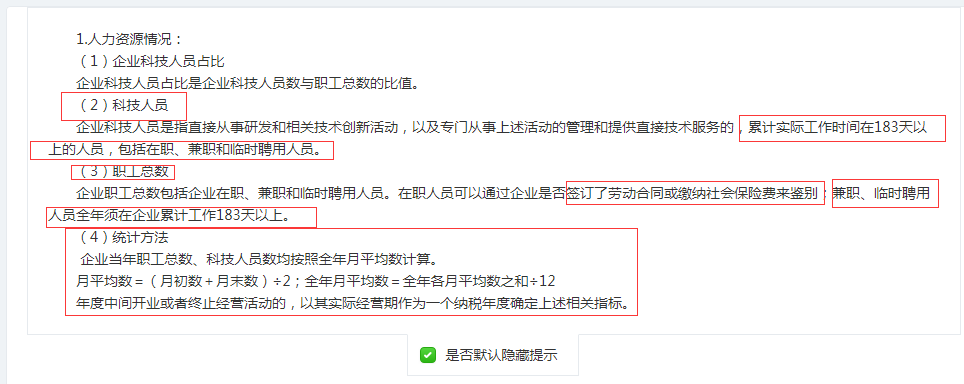 1.人力资源情况：
（1）企业科技人员占比
企业科技人员占比是企业科技人员数与职工总数的比值。
（2）科技人员
企业科技人员是指直接从事研发和相关技术创新活动，以及专门从事上述活动的管理和提供直接技术服务的，累计实际工作时间在183天以
上的人员，包括在职、兼职和临时聘用人员。
（3）职工总数
企业职工总数包括企业在职、兼职和临时聘用人员。在职人员可以通过企业是否签订了劳动合同或缴纳社会保险费来鉴别；兼职、临时聘用
人员全年须在企业累计工作183天以上。
（4）统计方法
企业当年职工总数、科技人员数均按照全年月平均数计算。
月平均数＝（月初数＋月末数）÷2；全年月平均数＝全年各月平均数之和÷12
年度中间开业或者终止经营活动的，以其实际经营期作为一个纳税年度确定上述相关指标。
是否默认隐藏提示